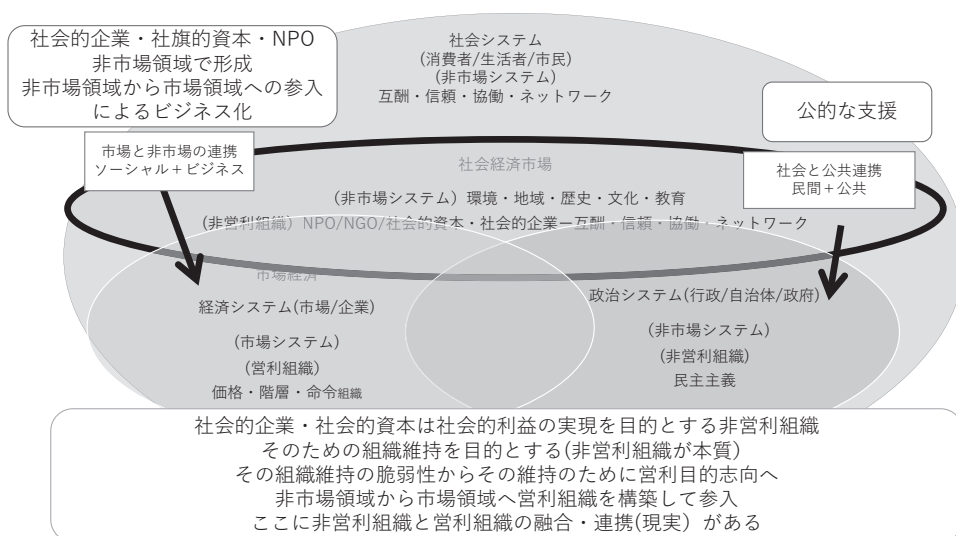 社会的企業・社旗的資本・NPO
非市場領域で形成
非市場領域から市場領域への参入
によるビジネス化
社会システム
(消費者/生活者/市民)
(非市場システム)
互酬・信頼・協働・ネットワーク
公的な支援
市場と非市場の連携
ソーシャル＋ビジネス
社会経済市場
社会と公共連携
民間＋公共
(非市場システム）環境・地域・歴史・文化・教育
(非営利組織）NPO/NGO/社会的資本・社会的企業ー互酬・信頼・協働・ネットワーク
市場経済
経済システム(市場/企業)
(市場システム)
(営利組織)
価格・階層・命令組織
政治システム(行政/自治体/政府)
(非市場システム)
(非営利組織)
民主主義
社会的企業・社会的資本は社会的利益の実現を目的とする非営利組織
そのための組織維持を目的とする(非営利組織が本質)
その組織維持の脆弱性からその維持のために営利目的志向へ
非市場領域から市場領域へ営利組織を構築して参入
ここに非営利組織と営利組織の融合・連携(現実）がある